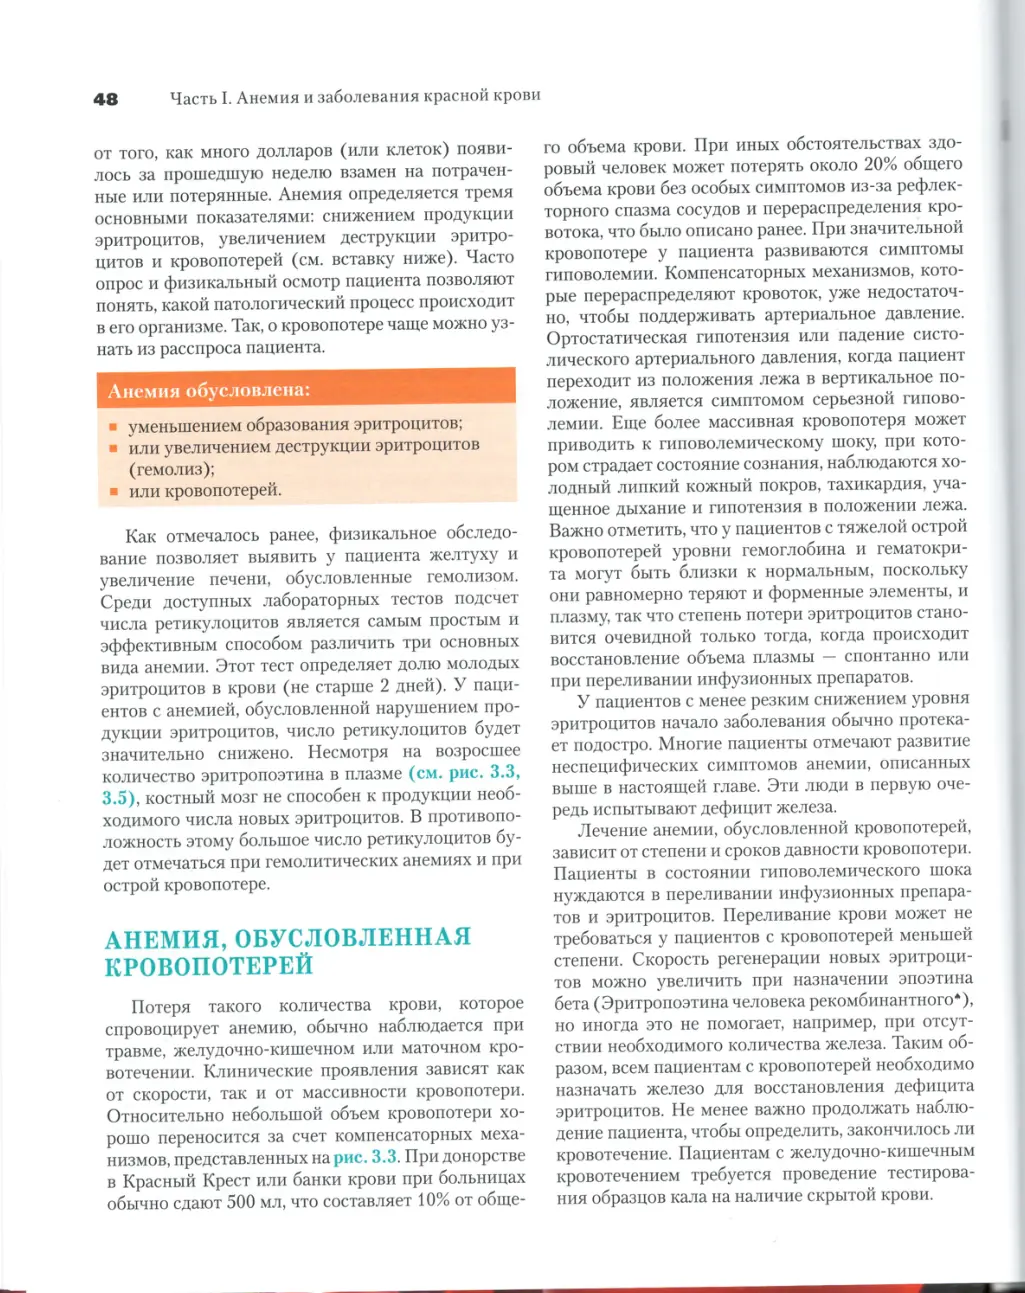 48 Часть I. Анемия и заболевания красной крови
от того, как много долларов (или клеток) появи-
лось за прошедшую неделю взамен на потрачен-
ные или потерянные. Анемия определяется тремя
основными показателями: снижением продукции
эритроцитов, увеличением деструкции эритро-
цитов и кровопотерей (см. вставку ниже). Часто
опрос и физикальный осмотр пациента позволяют
понять, какой патологический процесс происходит
в его организме. Так, о кровопотере чаще можно уз-
нать из расспроса пациента.
Анемия обусловлена:
▪ уменьшением образования эритроцитов;
▪ или увеличением деструкции эритроцитов
(гемолиз);
▪ или кровопотерей.
Как отмечалось ранее, физикальное обследо-
вание позволяет выявить у пациента желтуху и
увеличение печени, обусловленные гемолизом.
Среди доступных лабораторных тестов подсчет
числа ретикулоцитов является самым простым и
эффективным способом различить три основных
вида анемии. Этот тест определяет долю молодых
эритроцитов в крови (не старше 2 дней). У паци-
ентов с анемией, обусловленной нарушением про-
дукции эритроцитов, число ретикулоцитов будет
значительно снижено. Несмотря на возросшее
количество эритропоэтина в плазме (см. рис. 3.3,
3.5), костный мозг не способен к продукции необ-
ходимого числа новых эритроцитов. В противопо-
ложность этому большое число ретикулоцитов бу-
дет отмечаться при гемолитических анемиях и при
острой кровопотере.
АНЕМИЯ, ОБУСЛОВЛЕННАЯ
КРОВОПОТЕРЕЙ
Потеря такого количества крови, которое
спровоцирует анемию, обычно наблюдается при
травме, желудочно-кишечном или маточном кро-
вотечении. Клинические проявления зависят как
от скорости, так и от массивности кровопотери.
Относительно небольшой объем кровопотери хо-
рошо переносится за счет компенсаторных меха-
низмов, представленных на рис. 3.3. При донорстве
в Красный Крест или банки крови при больницах
обычно сдают 500 мл, что составляет 10% от обще-
го объема крови. При иных обстоятельствах здо-
ровый человек может потерять около 20% общего
объема крови без особых симптомов из-за рефлек-
торного спазма сосудов и перераспределения кро-
вотока, что было описано ранее. При значительной
кровопотере у пациента развиваются симптомы
гиповолемии. Компенсаторных механизмов, кото-
рые перераспределяют кровоток, уже недостаточ-
но, чтобы поддерживать артериальное давление.
Ортостатическая гипотензия или падение систо-
лического артериального давления, когда пациент
переходит из положения лежа в вертикальное по-
ложение, является симптомом серьезной гипово-
лемии. Еще более массивная кровопотеря может
приводить к гиповолемическому шоку, при кото-
ром страдает состояние сознания, наблюдаются хо-
лодный липкий кожный покров, тахикардия, уча-
щенное дыхание и гипотензия в положении лежа.
Важно отметить, что у пациентов с тяжелой острой
кровопотерей уровни гемоглобина и гематокри-
та могут быть близки к нормальным, поскольку
они равномерно теряют и форменные элементы, и
плазму, так что степень потери эритроцитов стано-
вится очевидной только тогда, когда происходит
восстановление объема плазмы — спонтанно или
при переливании инфузионных препаратов.
У пациентов с менее резким снижением уровня
эритроцитов начало заболевания обычно протека-
ет подостро. Многие пациенты отмечают развитие
неспецифических симптомов анемии, описанных
выше в настоящей главе. Эти люди в первую оче-
редь испытывают дефицит железа.
Лечение анемии, обусловленной кровопотерей,
зависит от степени и сроков давности кровопотери.
Пациенты в состоянии гиповолемического шока
нуждаются в переливании инфузионных препара-
тов и эритроцитов. Переливание крови может не
требоваться у пациентов с кровопотерей меньшей
степени. Скорость регенерации новых эритроци-
тов можно увеличить при назначении эпоэтина
бета (Эритропоэтина человека рекомбинантного▲),
но иногда это не помогает, например, при отсут-
ствии необходимого количества железа. Таким об-
разом, всем пациентам с кровопотерей необходимо
назначать железо для восстановления дефицита
эритроцитов. Не менее важно продолжать наблю-
дение пациента, чтобы определить, закончилось ли
кровотечение. Пациентам с желудочно-кишечным
кровотечением требуется проведение тестирова-
ния образцов кала на наличие скрытой крови.